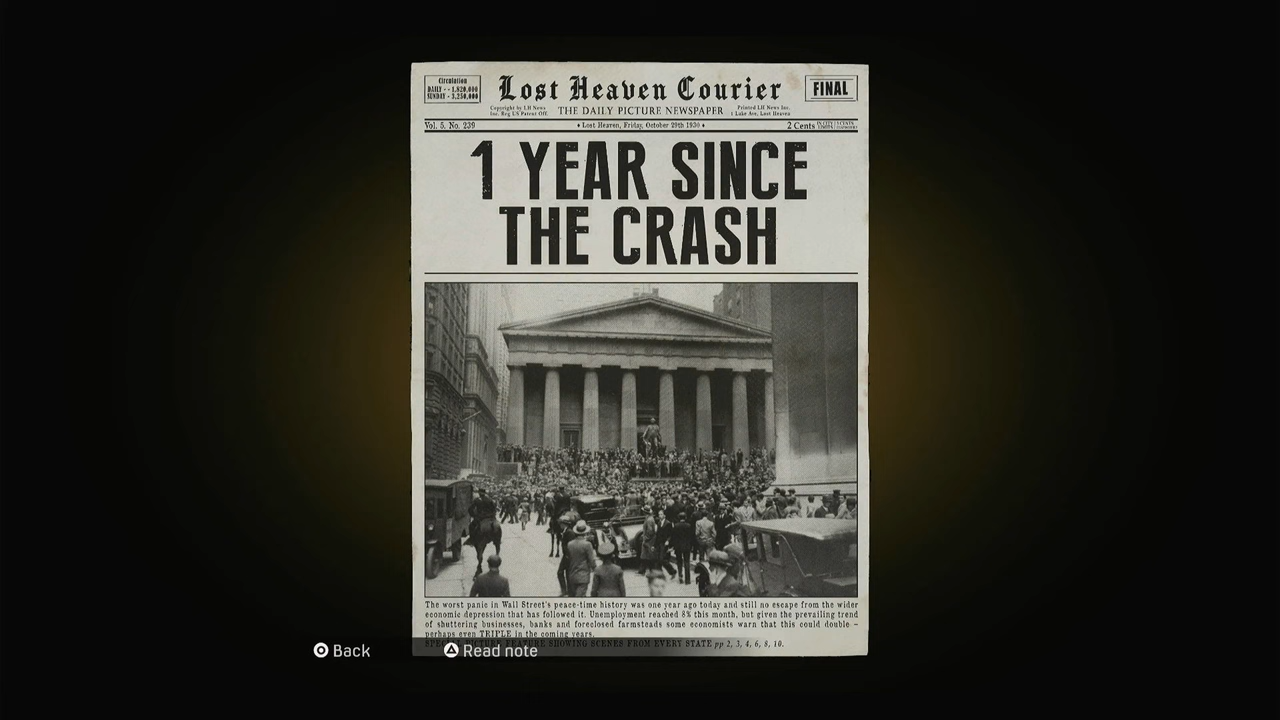 Circulation
DAILY - - 1,820,000
SUNDAY - 3,250,000
Lost Heaven Courier
FINAL
Copyright by LH News
Inc. Reg US Patent Off.
THE DAILY PICTURE NEWSPAPER
Printed LH News Inc.
1 Lake Ave, Lost Heaven
Vol. 5. No. 239
• Lost Heaven, Friday, October 29th 1930 •
2 Cents
1 YEAR SINCE
THE CRASH
The worst panic in Wall Street's peace-time history was one year ago today and still no escape from the wider
economic depression that has followed it. Unemployment reached 8% this month, but given the prevailing trend
of shuttering businesses, banks and foreclosed farmsteads some economists warn that this could double –
perhaps even TRIPLE in the coming years.
SPECIAL PICTURE FEATURE SHOWING SCENES FROM EVERY STATE pp 2, 3, 4, 6, 8, 10.
Back
Read note